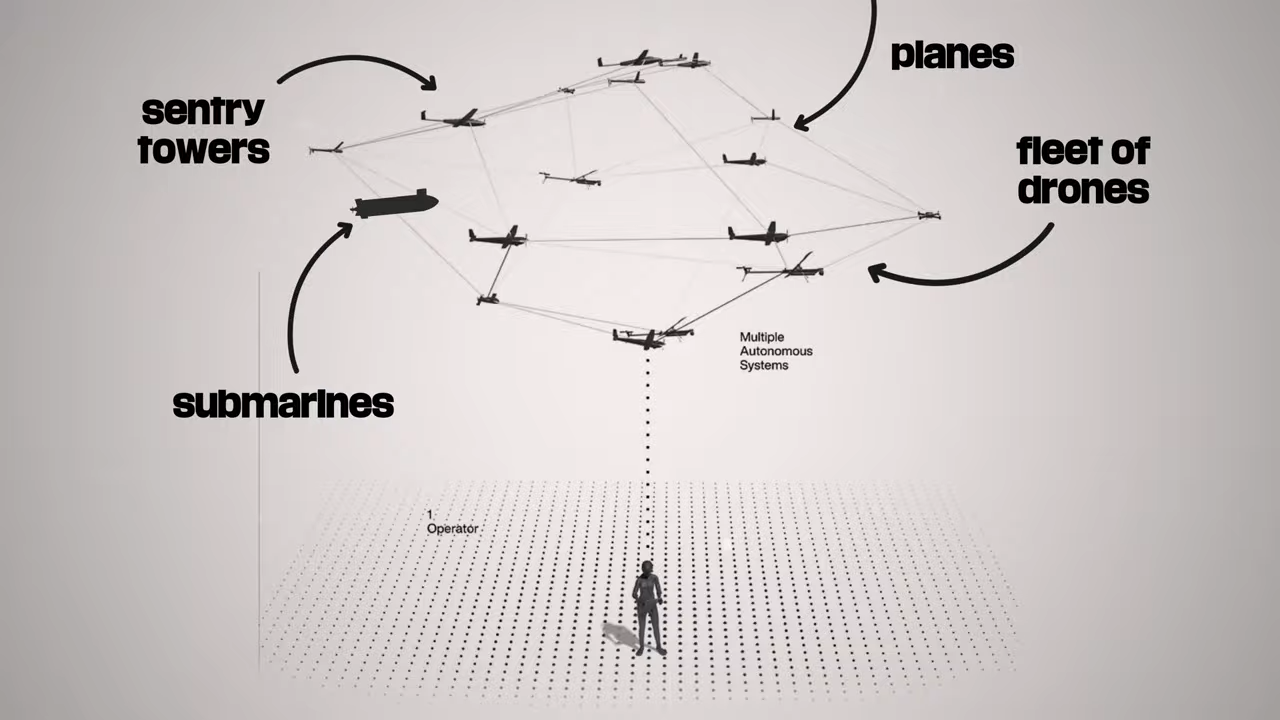 planes
sentry
towers
fleet of
drones
submarines
Multiple
Autonomous
Systems
1
Operator